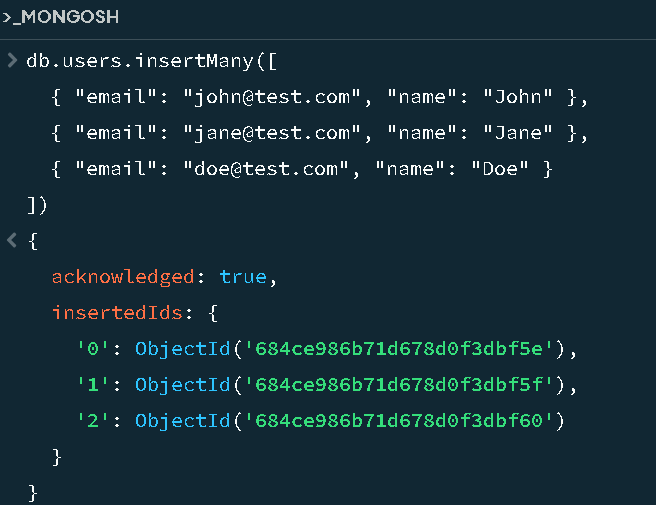 >_MONGOSH
> db.users.insertMany([
{ "email": "john@test.com", "name": "John" },
{ "email": "jane@test.com", "name": "Jane" },
{ "email": "doe@test.com", "name": "Doe" }
])
< {
acknowledged: true,
insertedIds: {
'0': ObjectId('684ce986b71d678d0f3dbf5e'),
'1': ObjectId('684ce986b71d678d0f3dbf5f'),
'2': ObjectId('684ce986b71d678d0f3dbf60')
}
}